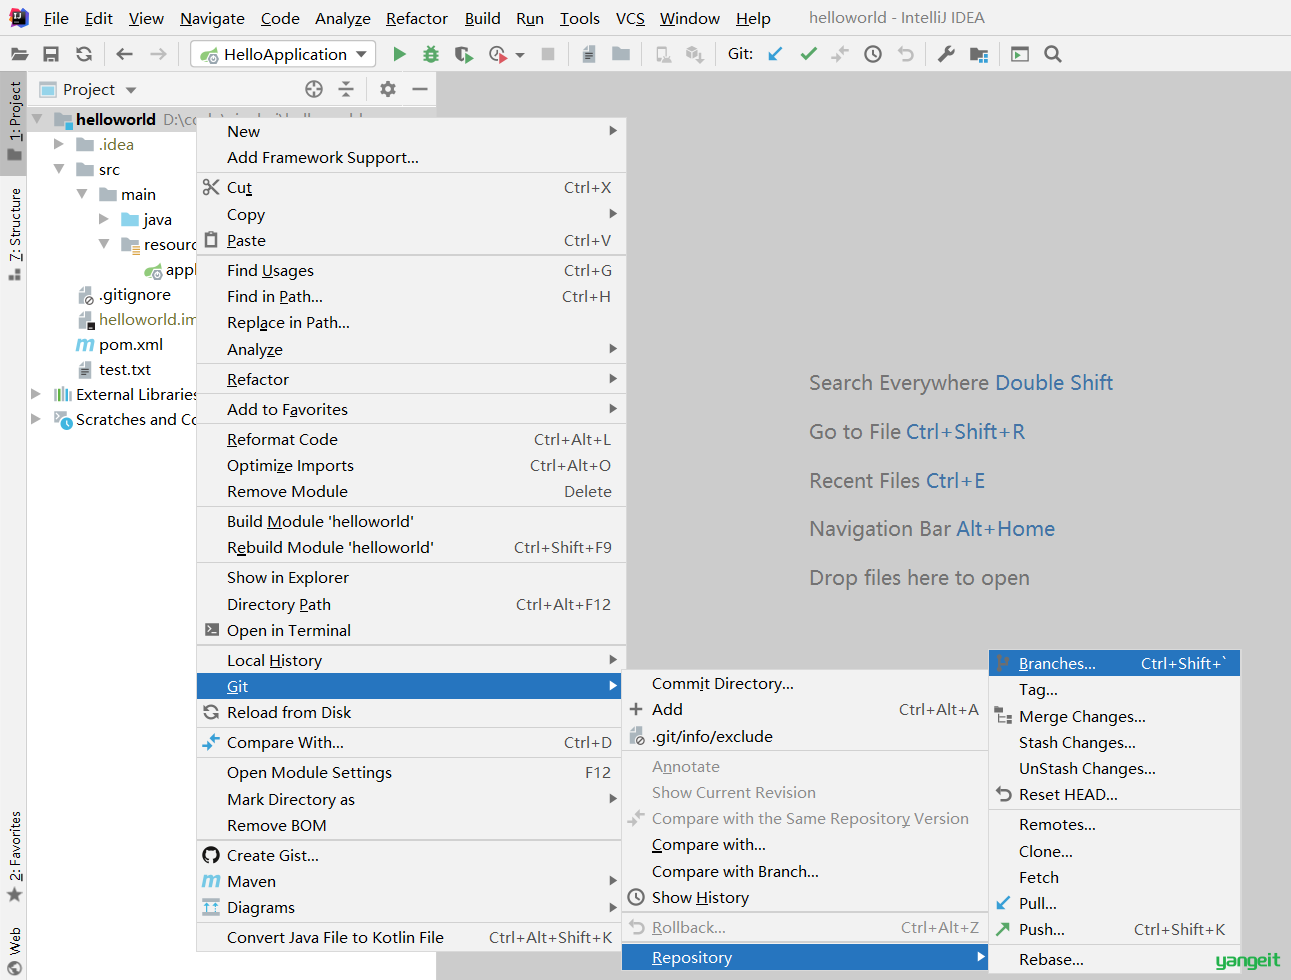 File Edit View Navigate Code Analyze Refactor Build Run Tools VCS Window Help helloworld - IntelliJ IDEA
HelloApplication Git:
1: Project
7: Structure
2: Favorites
Web
Project
helloworld
.idea
src
main
java
resourc
appl
.gitignore
helloworld.im
pom.xml
test.txt
External Libraries
Scratches and Co
New
Add Framework Support...
Cut Ctrl+X
Copy
Paste Ctrl+V
Find Usages Ctrl+G
Find in Path... Ctrl+H
Replace in Path...
Analyze
Refactor
Add to Favorites
Reformat Code Ctrl+Alt+L
Optimize Imports Ctrl+Alt+O
Remove Module Delete
Build Module 'helloworld'
Rebuild Module 'helloworld' Ctrl+Shift+F9
Show in Explorer
Directory Path Ctrl+Alt+F12
Open in Terminal
Local History
Git
Reload from Disk
Compare With... Ctrl+D
Open Module Settings F12
Mark Directory as
Remove BOM
Create Gist...
Maven
Diagrams
Convert Java File to Kotlin File Ctrl+Alt+Shift+K
Commit Directory...
Add Ctrl+Alt+A
.git/info/exclude
Annotate
Show Current Revision
Compare with the Same Repository Version
Compare with...
Compare with Branch...
Show History
Rollback... Ctrl+Alt+Z
Repository
Branches... Ctrl+Shift+`
Tag...
Merge Changes...
Stash Changes...
UnStash Changes...
Reset HEAD...
Remotes...
Clone...
Fetch
Pull...
Push... Ctrl+Shift+K
Rebase...
Search Everywhere Double Shift
Go to File Ctrl+Shift+R
Recent Files Ctrl+E
Navigation Bar Alt+Home
Drop files here to open
yangeit